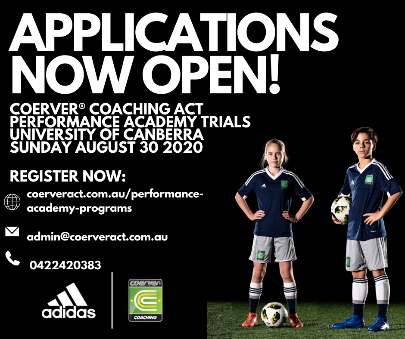 APPLICATIONS
NOW OPEN!
COERVER® COACHING ACT
PERFORMANCE ACADEMY TRIALS
UNIVERSITY OF CANBERRA
SUNDAY AUGUST 30 2020
REGISTER NOW:
coerveract.com.au/performance-
academy-programs
admin@coerveract.com.au
0422420383
adidas
coerver
COACHING